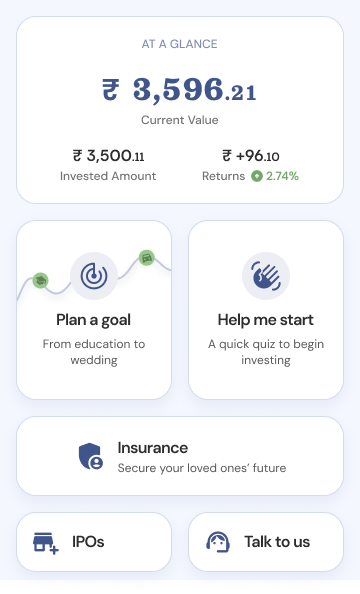 AT A GLANCE
₹ 3,596.21
Current Value
₹ 3,500.11
Invested Amount
₹ +96.10
Returns 2.74%
Plan a goal
From education to
wedding
Help me start
A quick quiz to begin
investing
Insurance
Secure your loved ones’ future
IPOs
Talk to us